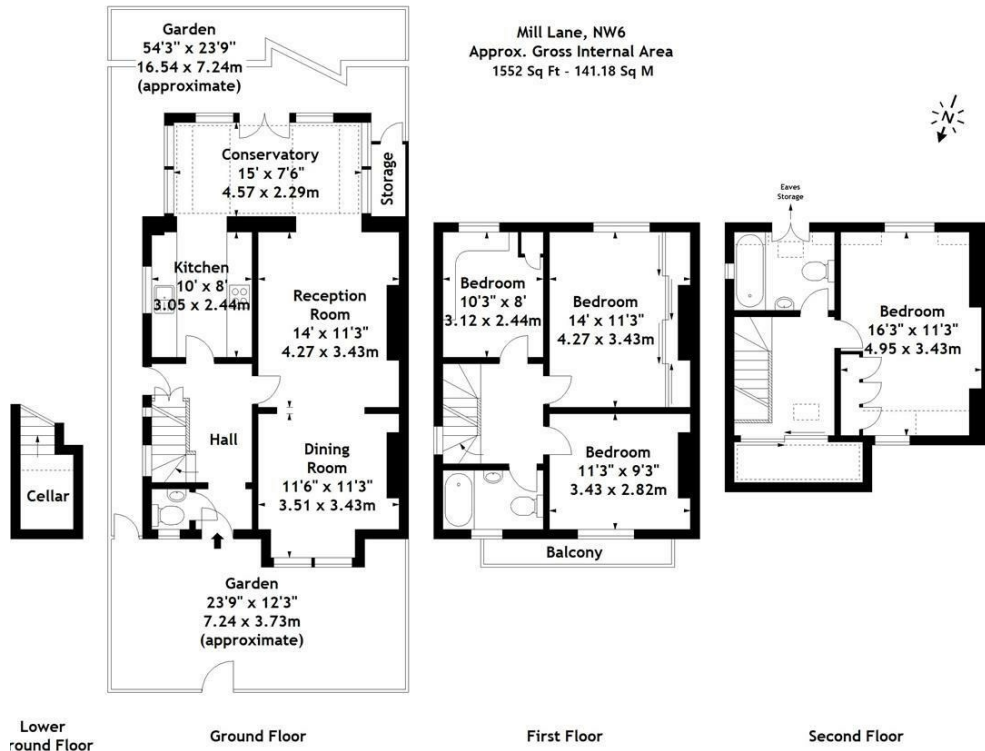 Mill Lane, NW6
Approx. Gross Internal Area
1552 Sq Ft - 141.18 Sq M
N
Garden
54'3" x 23'9"
16.54 x 7.24m
(approximate)
Conservatory
15' x 7'6"
4.57 x 2.29m
Storage
Kitchen
10' x 8'
3.05 x 2.44m
Reception
Room
14' x 11'3"
4.27 x 3.43m
Hall
Dining
Room
11'6" x 11'3"
3.51 x 3.43m
Cellar
Garden
23'9" x 12'3"
7.24 x 3.73m
(approximate)
Bedroom
10'3" x 8'
3.12 x 2.44m
Bedroom
14' x 11'3"
4.27 x 3.43m
Bedroom
11'3" x 9'3"
3.43 x 2.82m
Balcony
Eaves
Storage
Bedroom
16'3" x 11'3"
4.95 x 3.43m
Lower
round Floor
Ground Floor
First Floor
Second Floor